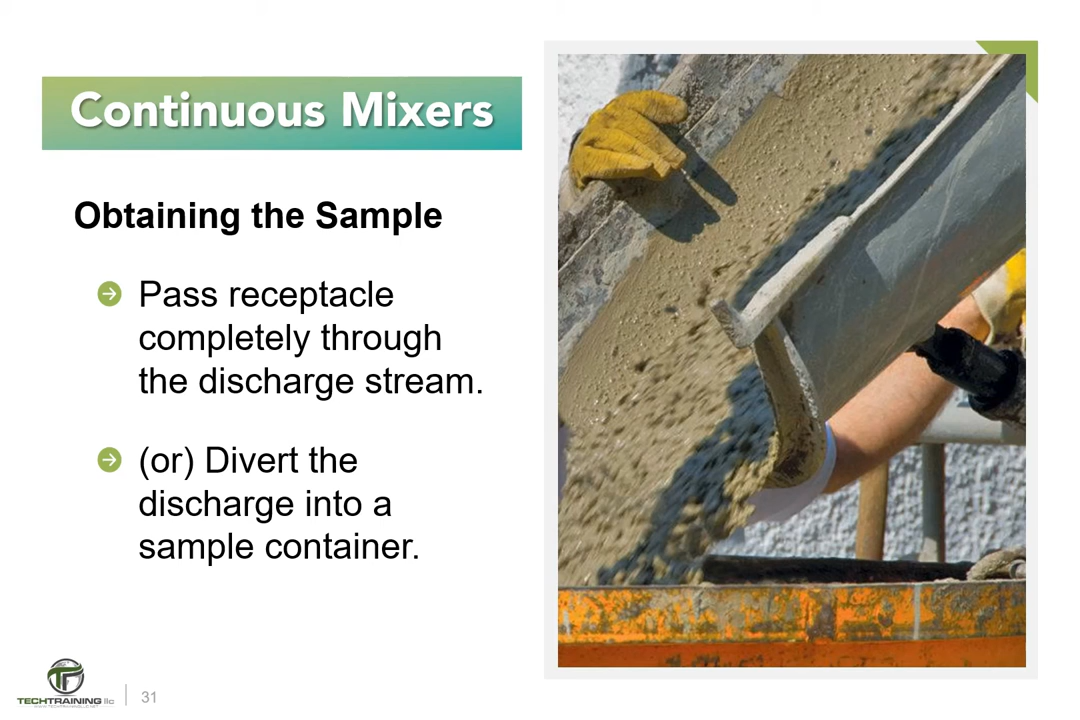 Continuous Mixers
Obtaining the Sample
Pass receptacle
completely through
the discharge stream.
(or) Divert the
discharge into a
sample container.
TECHTRAINING llc
31